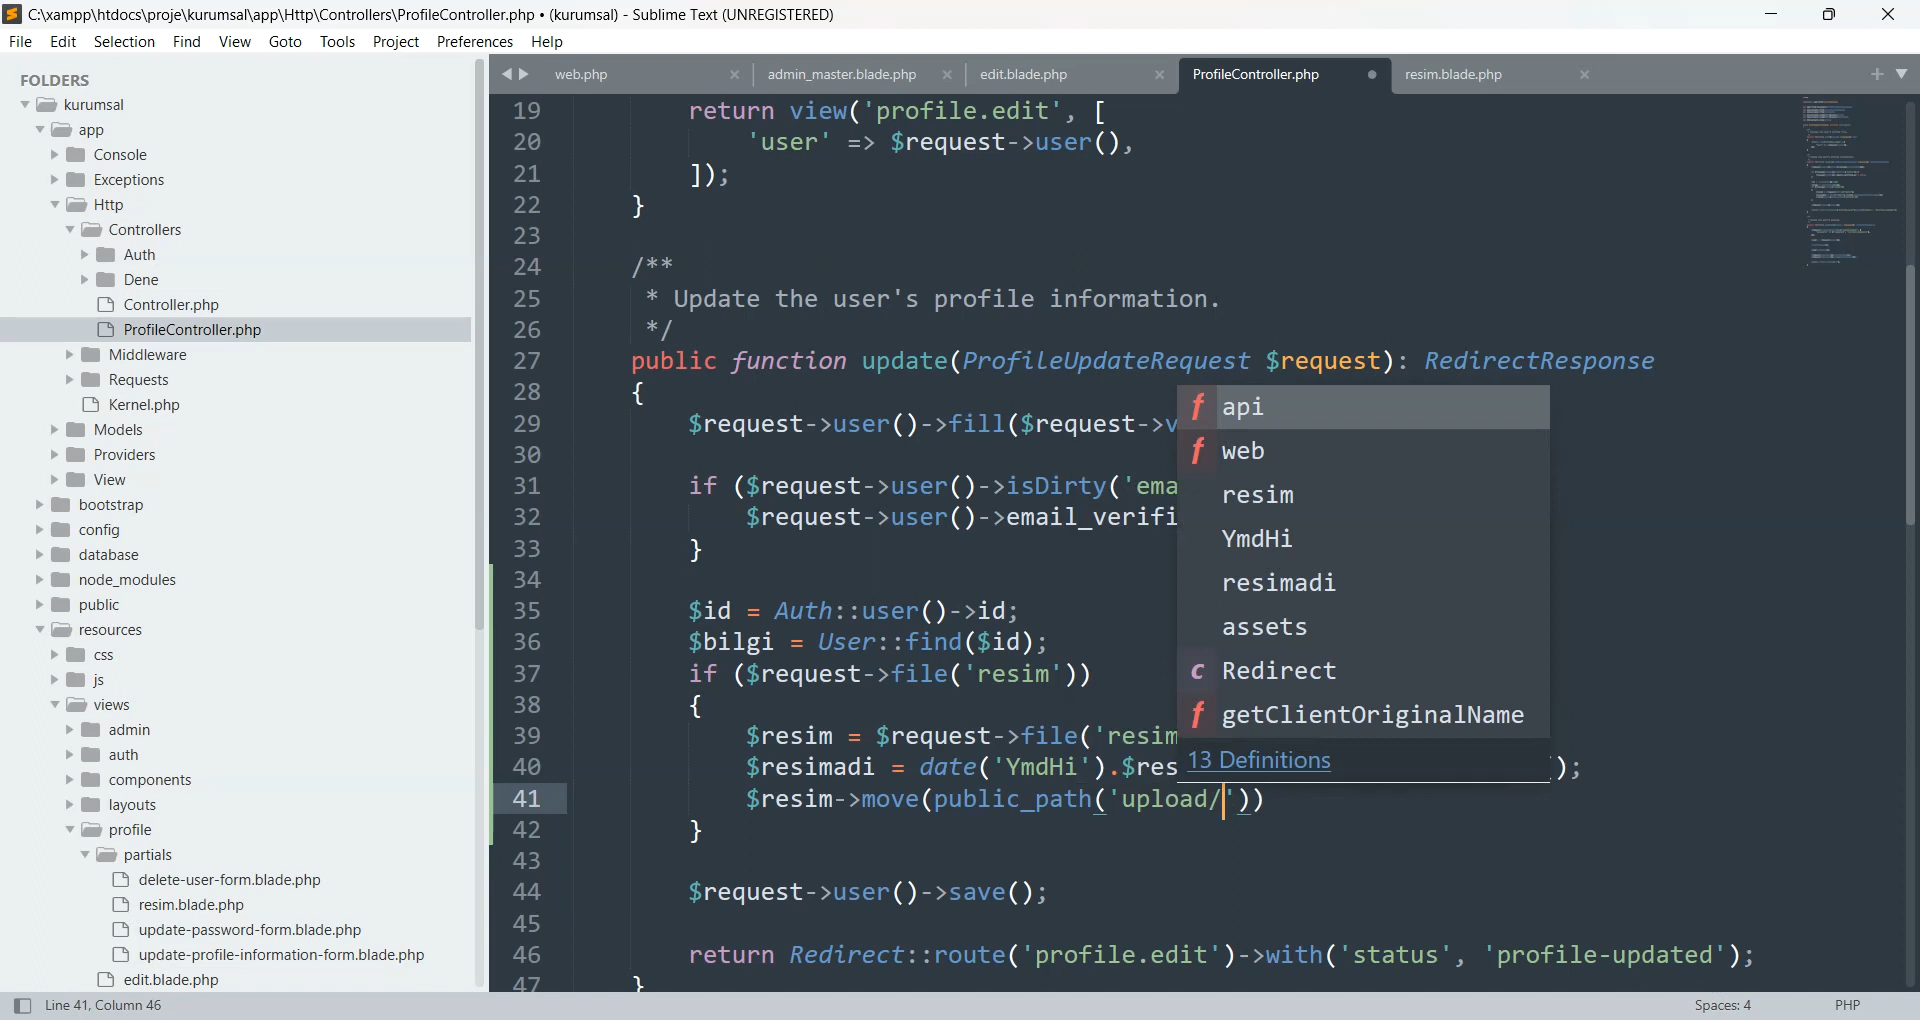 C:\xampp\htdocs\proje\kurumsal\app\Http\Controllers\ProfileController.php • (kurumsal) - Sublime Text (UNREGISTERED)
File Edit Selection Find View Goto Tools Project Preferences Help
FOLDERS
kurumsal
app
Console
Exceptions
Http
Controllers
Auth
Dene
Controller.php
ProfileController.php
Middleware
Requests
Kernel.php
Models
Providers
View
bootstrap
config
database
node_modules
public
resources
css
js
views
admin
auth
components
layouts
profile
partials
delete-user-form.blade.php
resim.blade.php
update-password-form.blade.php
update-profile-information-form.blade.php
edit.blade.php
web.php admin_master.blade.php edit.blade.php ProfileController.php resim.blade.php
19 return view('profile.edit', [
20 'user' => $request->user(),
21 ]);
22 }
23
24 /**
25 * Update the user's profile information.
26 */
27 public function update(ProfileUpdateRequest $request): RedirectResponse
28 {
29 $request->user()->fill($request->v
30
31 if ($request->user()->isDirty('ema
32 $request->user()->email_verifi
33 }
34
35 $id = Auth::user()->id;
36 $bilgi = User::find($id);
37 if ($request->file('resim'))
38 {
39 $resim = $request->file('resim
40 $resimadi = date('YmdHi').$res );
41 $resim->move(public_path('upload/'))
42 }
43
44 $request->user()->save();
45
46 return Redirect::route('profile.edit')->with('status', 'profile-updated');
47 }
f api
f web
resim
YmdHi
resimadi
assets
c Redirect
f getClientOriginalName
13 Definitions
Line 41, Column 46
Spaces: 4 PHP